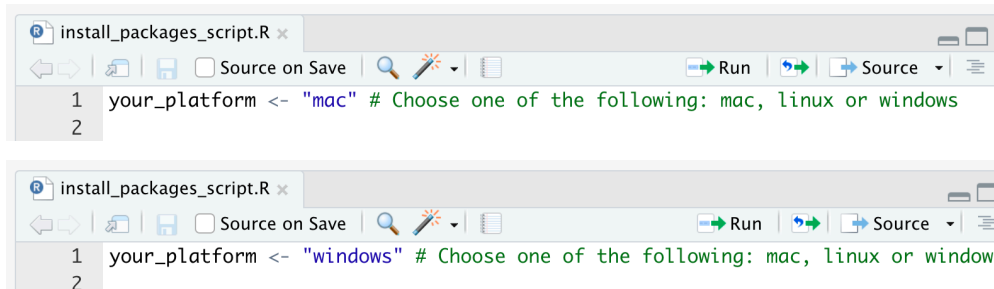 R install_packages_script.R ×
Source on Save Run Source
1 your_platform <- "mac" # Choose one of the following: mac, linux or windows
2
R install_packages_script.R ×
Source on Save Run Source
1 your_platform <- "windows" # Choose one of the following: mac, linux or window
2